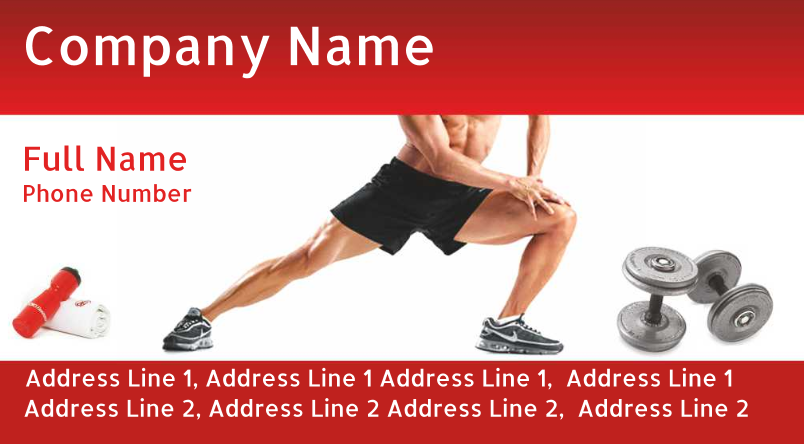 Company Name
Full Name
Phone Number
Address Line 1, Address Line 1 Address Line 1, Address Line 1
Address Line 2, Address Line 2 Address Line 2, Address Line 2